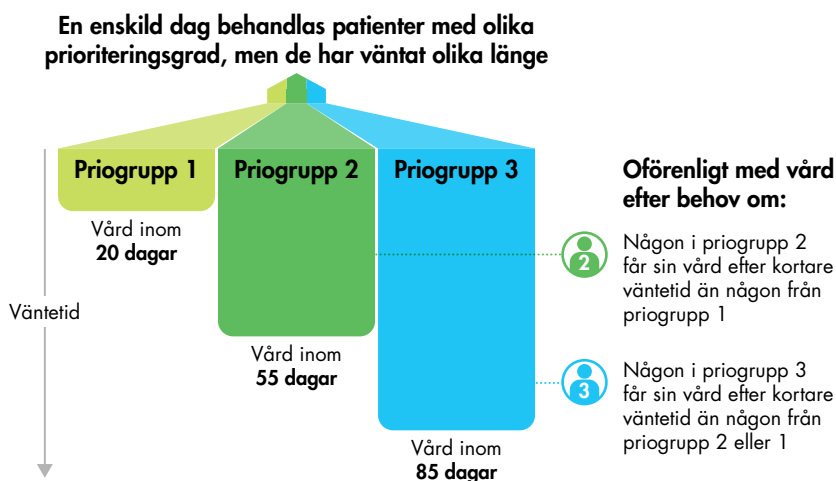 En enskild dag behandlas patienter med olika
prioriteringsgrad, men de har väntat olika länge
Priogrupp 1
Priogrupp 2
Priogrupp 3
Vård inom
20 dagar
Vård inom
55 dagar
Vård inom
85 dagar
Väntetid
Oförenligt med vård
efter behov om:
2
Någon i priogrupp 2
får sin vård efter kortare
väntetid än någon från
priogrupp 1
3
Någon i priogrupp 3
får sin vård efter kortare
väntetid än någon från
priogrupp 2 eller 1